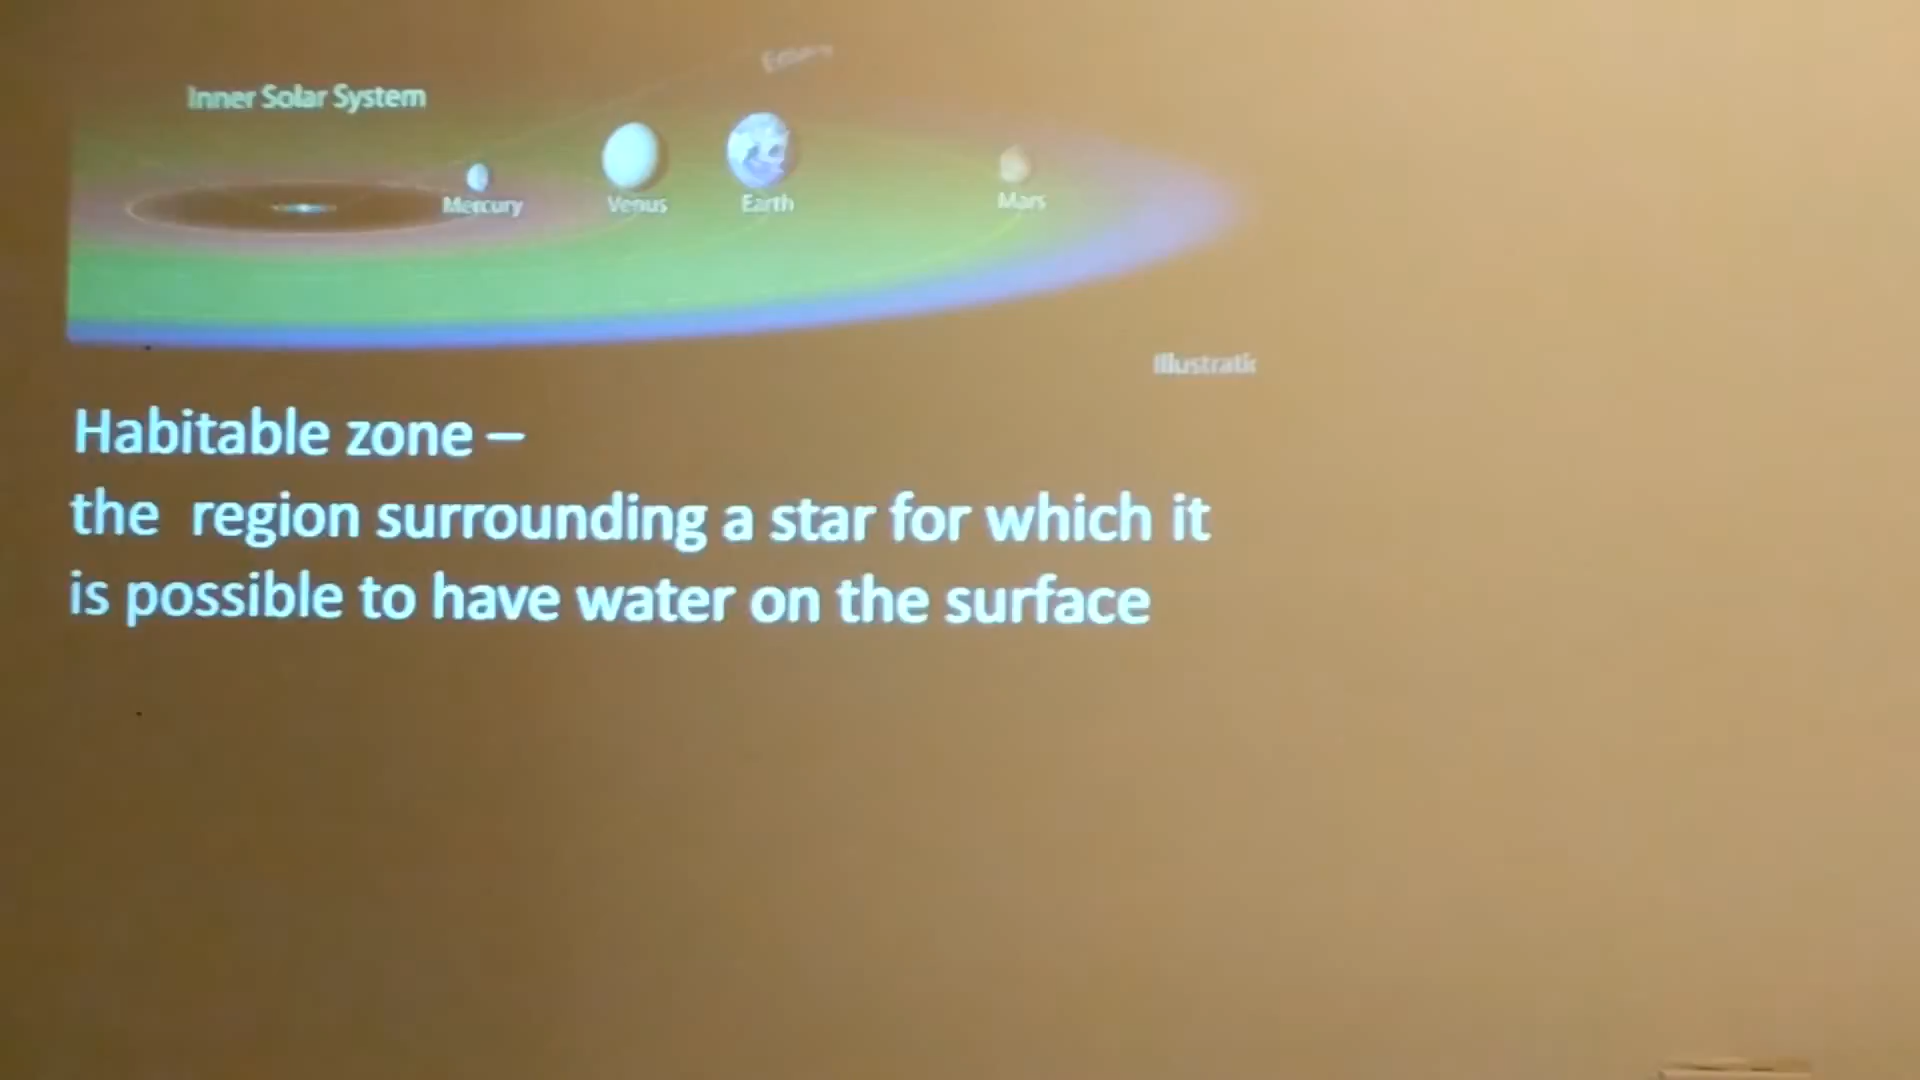 Inner Solar System
Mercury
Venus
Earth
Mars
Illustratic
Habitable zone –
the region surrounding a star for which it
is possible to have water on the surface